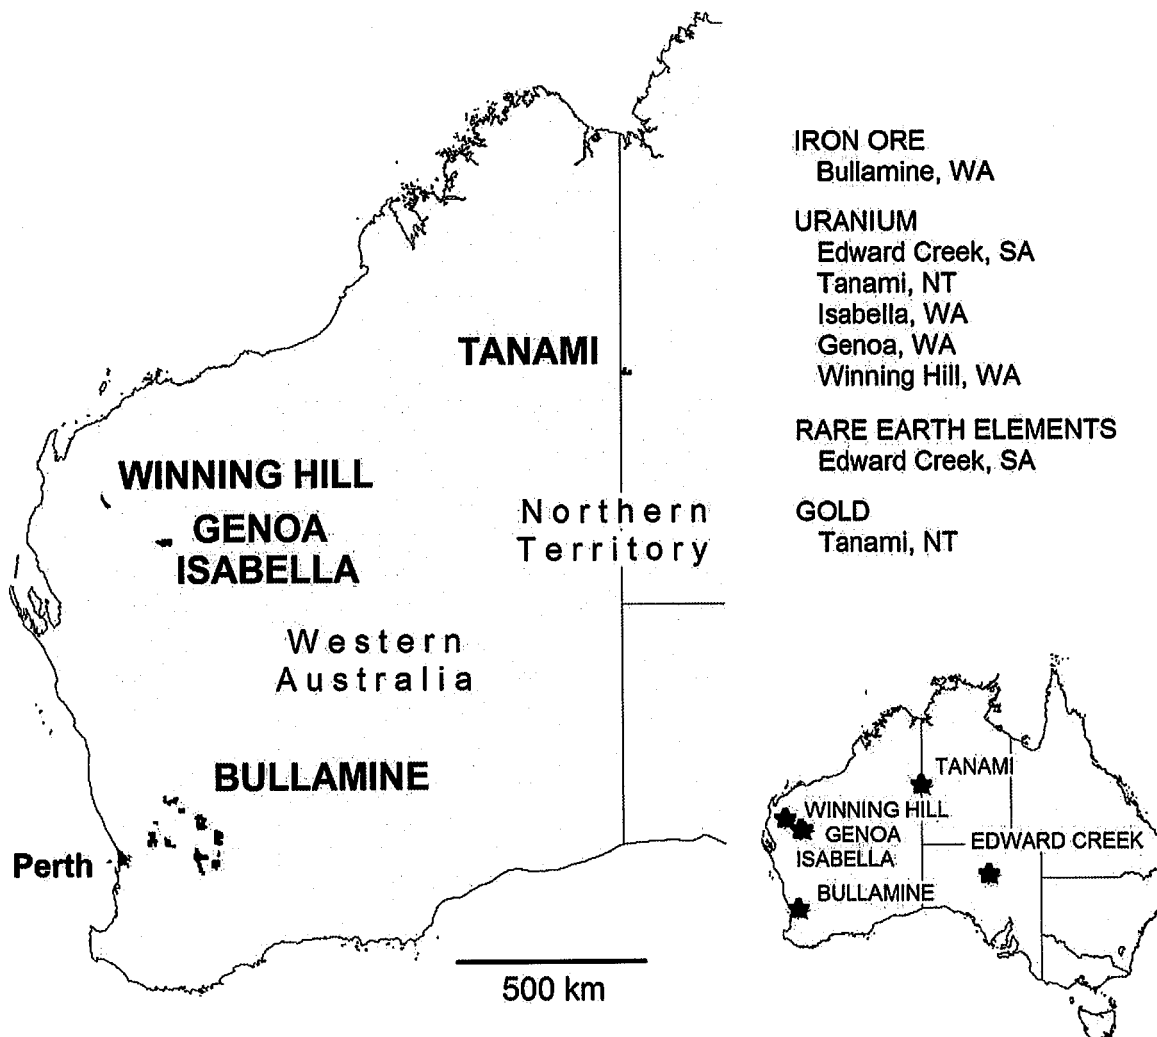 TANAMI
WINNING HILL
GENOA
ISABELLA
Northern
Territory
Western
Australia
BULLAMINE
Perth
500 km
IRON ORE
Bullamine, WA
URANIUM
Edward Creek, SA
Tanami, NT
Isabella, WA
Genoa, WA
Winning Hill, WA
RARE EARTH ELEMENTS
Edward Creek, SA
GOLD
Tanami, NT
TANAMI
WINNING HILL
GENOA
ISABELLA
EDWARD CREEK
BULLAMINE